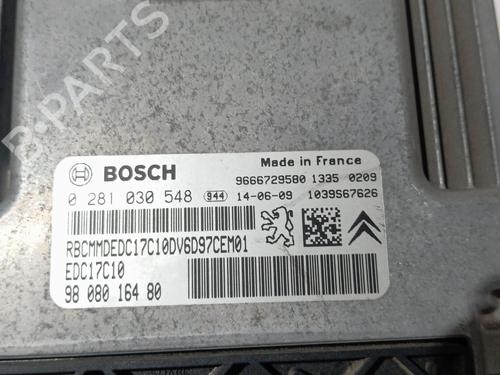 B-PARTS
BOSCH
Made in France
9666729580 1335 0209
0 281 030 548 944 14-06-09 1039S67626
RBCMMDEDC17C10DV6D97CEM01
EDC17C10
98 080 164 80